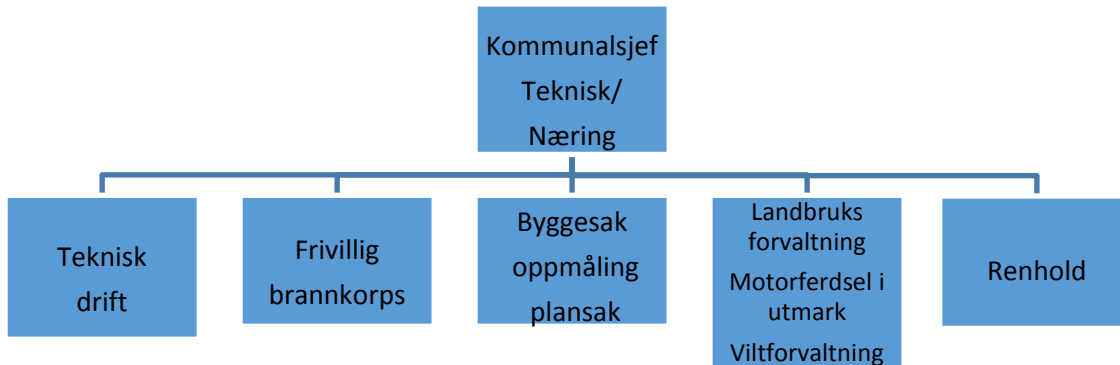 Kommunalsjef
Teknisk/
Næring
Teknisk
drift
Frivillig
brannkorps
Byggesak
oppmåling
plansak
Landbruks
forvaltning
Motorferdsel i
utmark
Viltforvaltning
Renhold